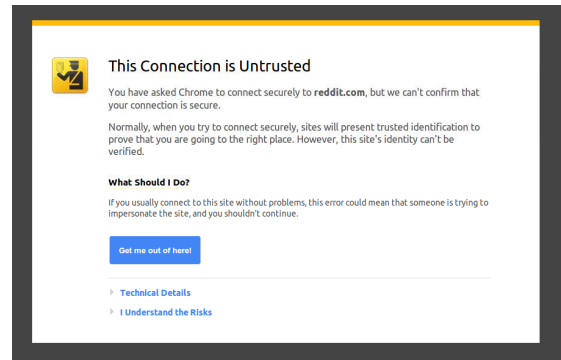 This Connection is Untrusted
You have asked Chrome to connect securely to reddit.com, but we can't confirm that
your connection is secure.
Normally, when you try to connect securely, sites will present trusted identification to
prove that you are going to the right place. However, this site's identity can't be
verified.
What Should I Do?
If you usually connect to this site without problems, this error could mean that someone is trying to
impersonate the site, and you shouldn't continue.
Get me out of here!
Technical Details
I Understand the Risks